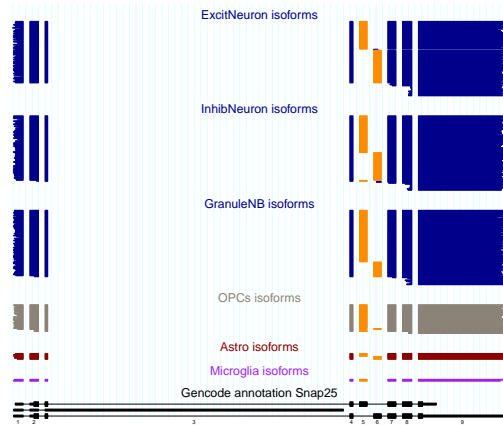 ExcitNeuron isoforms
InhibNeuron isoforms
GranuleNB isoforms
OPCs isoforms
Astro isoforms
Microglia isoforms
Gencode annotation Snap25
1 2 3 4 5 6 7 8 9